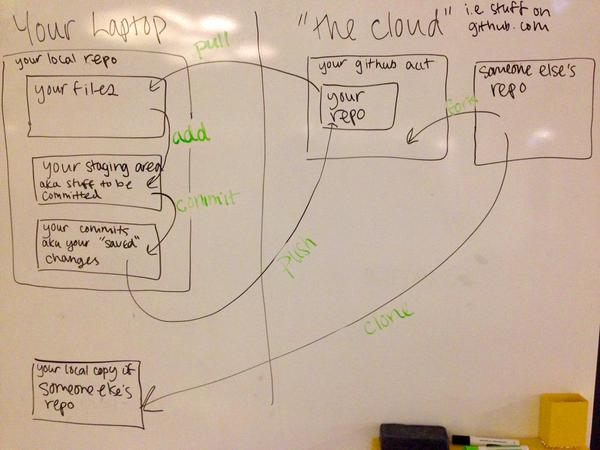 Your Laptop
"the cloud"
i.e stuff on
github.com
pull
your local repo
your files
add
your staging area
aka stuff to be
committed
commit
your commits
aka your "saved"
changes
your github acct
your
repo
fork
someone else's
repo
push
clone
your local copy of
someone else's
repo